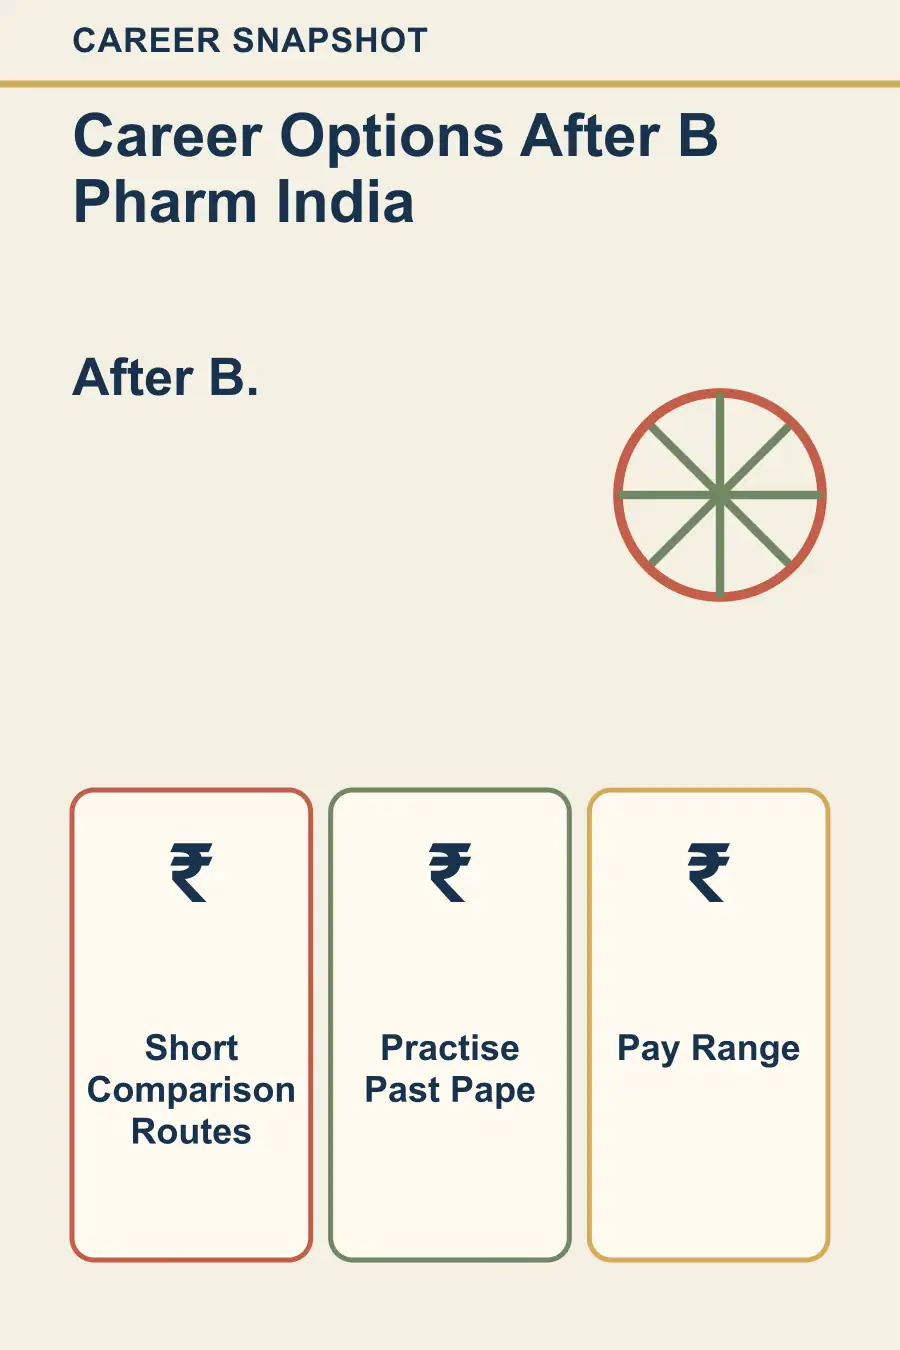 CAREER SNAPSHOT
Career Options After B
Pharm India
After B.
₹
Short
Comparison
Routes
₹
Practise
Past Pape
₹
Pay Range